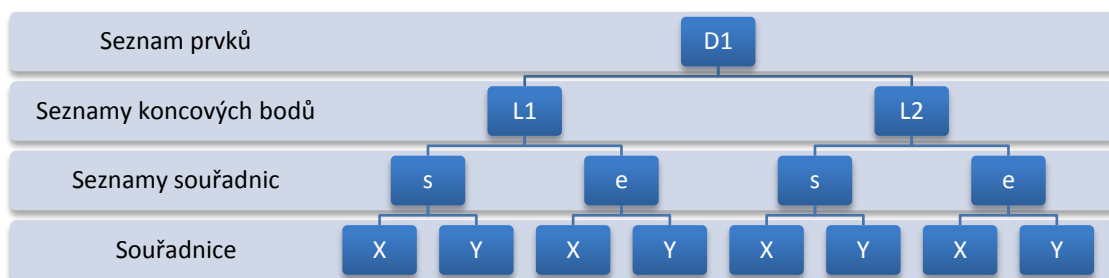 Seznam prvků
D1
Seznamy koncových bodů
L1 L2
Seznamy souřadnic
s e s e
Souřadnice
X Y X Y X Y X Y